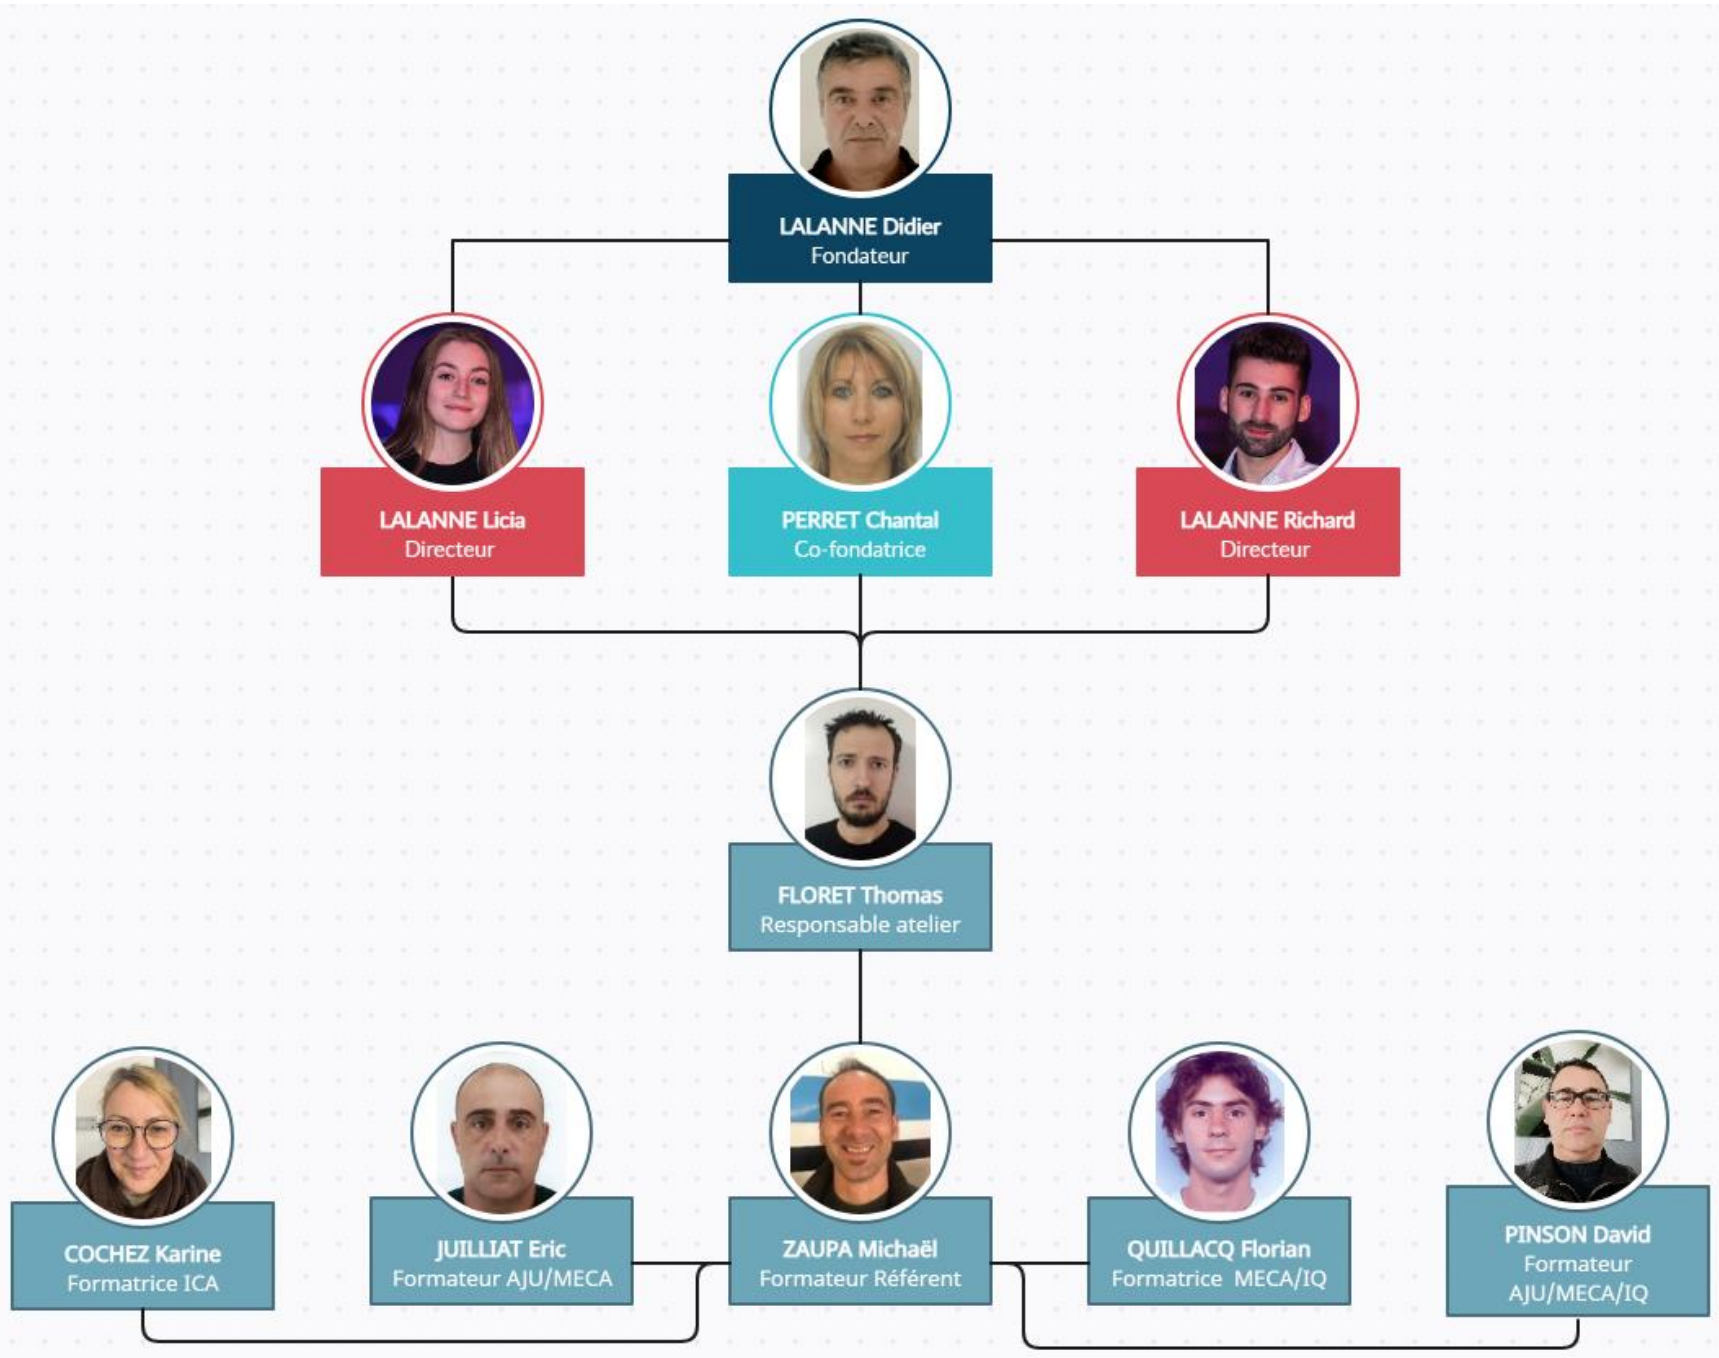 LALANNE Didier
Fondateur
LALANNE Licia
Directeur
PERRET Chantal
Co-fondatrice
LALANNE Richard
Directeur
FLORET Thomas
Responsable atelier
COCHEZ Karine
Formatrice ICA
JUILLIAT Eric
Formateur AJU/MECA
ZAUPA Michaël
Formateur Référent
QUILLACQ Florian
Formatrice MECA/IQ
PINSON David
Formateur
AJU/MECA/IQ